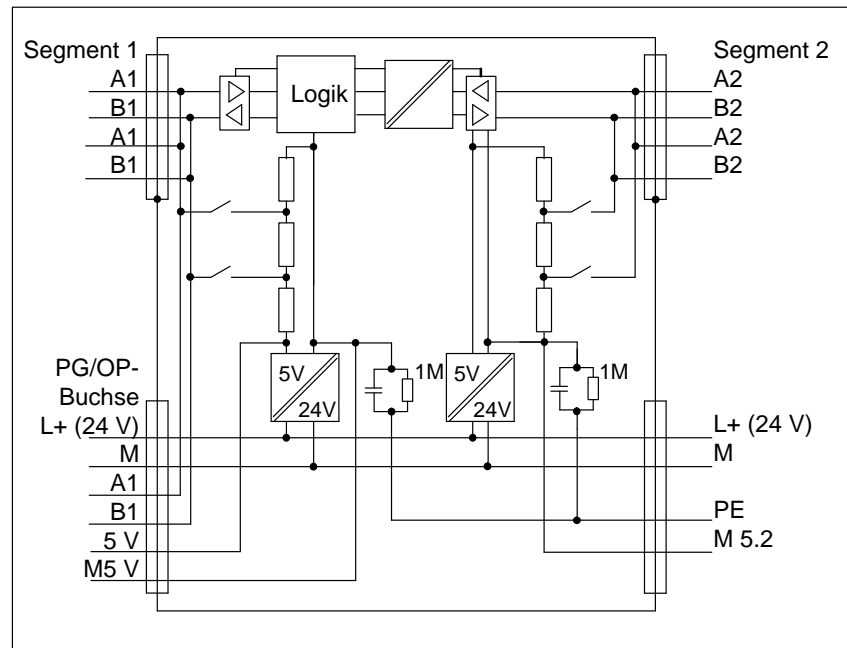 Segment 1
Segment 2
A1
A2
B1
B2
A1
A2
B1
B2
Logik
PG/OP-
Buchse
5V
24V
1M
5V
24V
1M
L+ (24 V)
L+ (24 V)
M
M
A1
B1
PE
5 V
M 5.2
M5 V